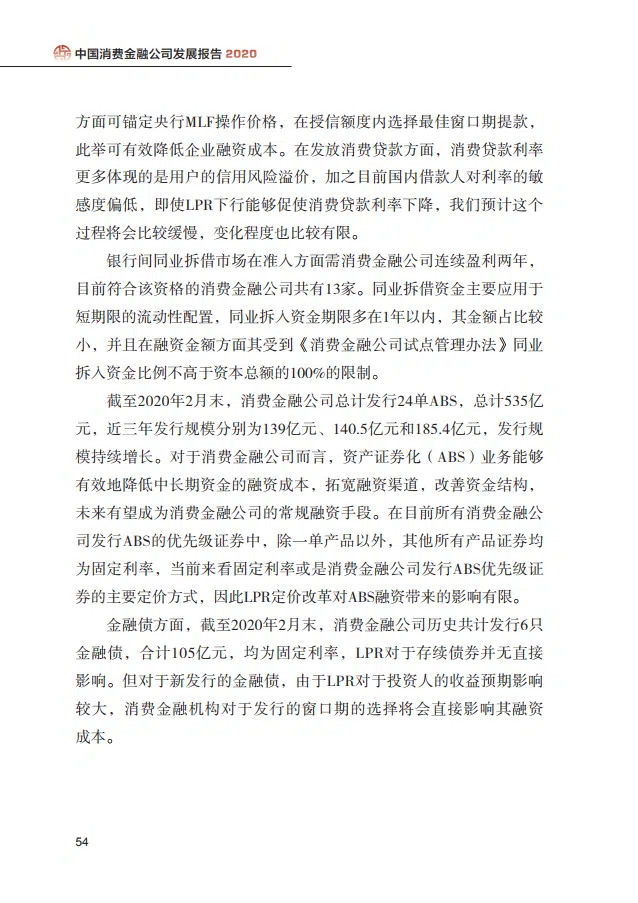 中国消费金融公司发展报告 2020
方面可锚定央行MLF操作价格，在授信额度内选择最佳窗口期提款，
此举可有效降低企业融资成本。在发放消费贷款方面，消费贷款利率
更多体现的是用户的信用风险溢价，加之目前国内借款人对利率的敏
感度偏低，即使LPR下行能够促使消费贷款利率下降，我们预计这个
过程将会比较缓慢，变化程度也比较有限。
银行间同业拆借市场在准入方面需消费金融公司连续盈利两年，
目前符合该资格的消费金融公司共有13家。同业拆借资金主要应用于
短期限的流动性配置，同业拆入资金期限多在1年以内，其金额占比较
小，并且在融资金额方面其受到《消费金融公司试点管理办法》同业
拆入资金比例不高于资本总额的100%的限制。
截至2020年2月末，消费金融公司总计发行24单ABS，总计535亿
元，近三年发行规模分别为139亿元、140.5亿元和185.4亿元，发行规
模持续增长。对于消费金融公司而言，资产证券化（ABS）业务能够
有效地降低中长期资金的融资成本，拓宽融资渠道，改善资金结构，
未来有望成为消费金融公司的常规融资手段。在目前所有消费金融公
司发行ABS的优先级证券中，除一单产品以外，其他所有产品证券均
为固定利率，当前来看固定利率或是消费金融公司发行ABS优先级证
券的主要定价方式，因此LPR定价改革对ABS融资带来的影响有限。
金融债方面，截至2020年2月末，消费金融公司历史共计发行6只
金融债，合计105亿元，均为固定利率，LPR对于存续债券并无直接
影响。但对于新发行的金融债，由于LPR对于投资人的收益预期影响
较大，消费金融机构对于发行的窗口期的选择将会直接影响其融资
成本。
54